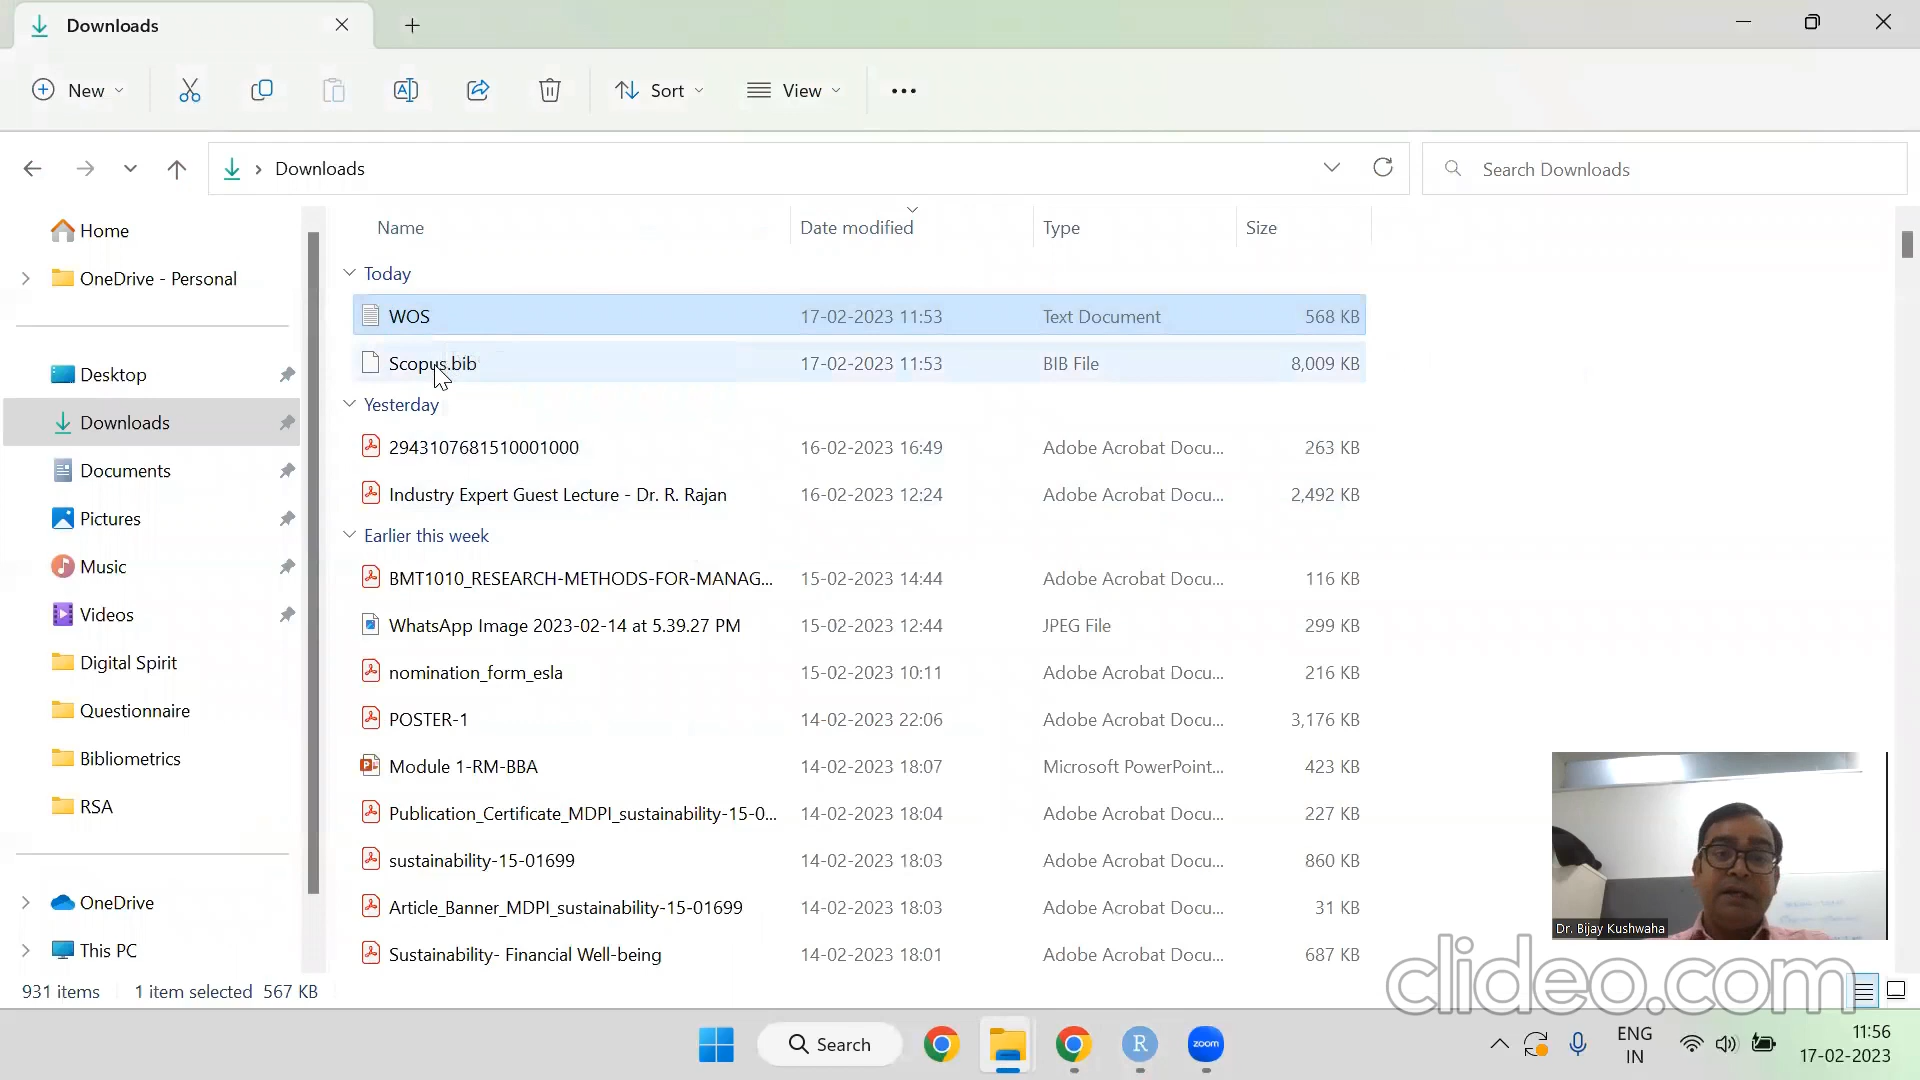 Downloads
New
Sort
View
Downloads
Search Downloads
Home
OneDrive - Personal
Desktop
Downloads
Documents
Pictures
Music
Videos
Digital Spirit
Questionnaire
Bibliometrics
RSA
OneDrive
This PC
Name Date modified Type Size
Today
WOS 17-02-2023 11:53 Text Document 568 KB
Scopus.bib 17-02-2023 11:53 BIB File 8,009 KB
Yesterday
2943107681510001000 16-02-2023 16:49 Adobe Acrobat Docu... 263 KB
Industry Expert Guest Lecture - Dr. R. Rajan 16-02-2023 12:24 Adobe Acrobat Docu... 2,492 KB
Earlier this week
BMT1010_RESEARCH-METHODS-FOR-MANAG... 15-02-2023 14:44 Adobe Acrobat Docu... 116 KB
WhatsApp Image 2023-02-14 at 5.39.27 PM 15-02-2023 12:44 JPEG File 299 KB
nomination_form_esla 15-02-2023 10:11 Adobe Acrobat Docu... 216 KB
POSTER-1 14-02-2023 22:06 Adobe Acrobat Docu... 3,176 KB
Module 1-RM-BBA 14-02-2023 18:07 Microsoft PowerPoint... 423 KB
Publication_Certificate_MDPI_sustainability-15-0... 14-02-2023 18:04 Adobe Acrobat Docu... 227 KB
sustainability-15-01699 14-02-2023 18:03 Adobe Acrobat Docu... 860 KB
Article_Banner_MDPI_sustainability-15-01699 14-02-2023 18:03 Adobe Acrobat Docu... 31 KB
Sustainability- Financial Well-being 14-02-2023 18:01 Adobe Acrobat Docu... 687 KB
Dr. Bijay Kushwaha
clideo.com
931 items 1 item selected 567 KB
Search
R
zoom
ENG
IN
11:56
17-02-2023